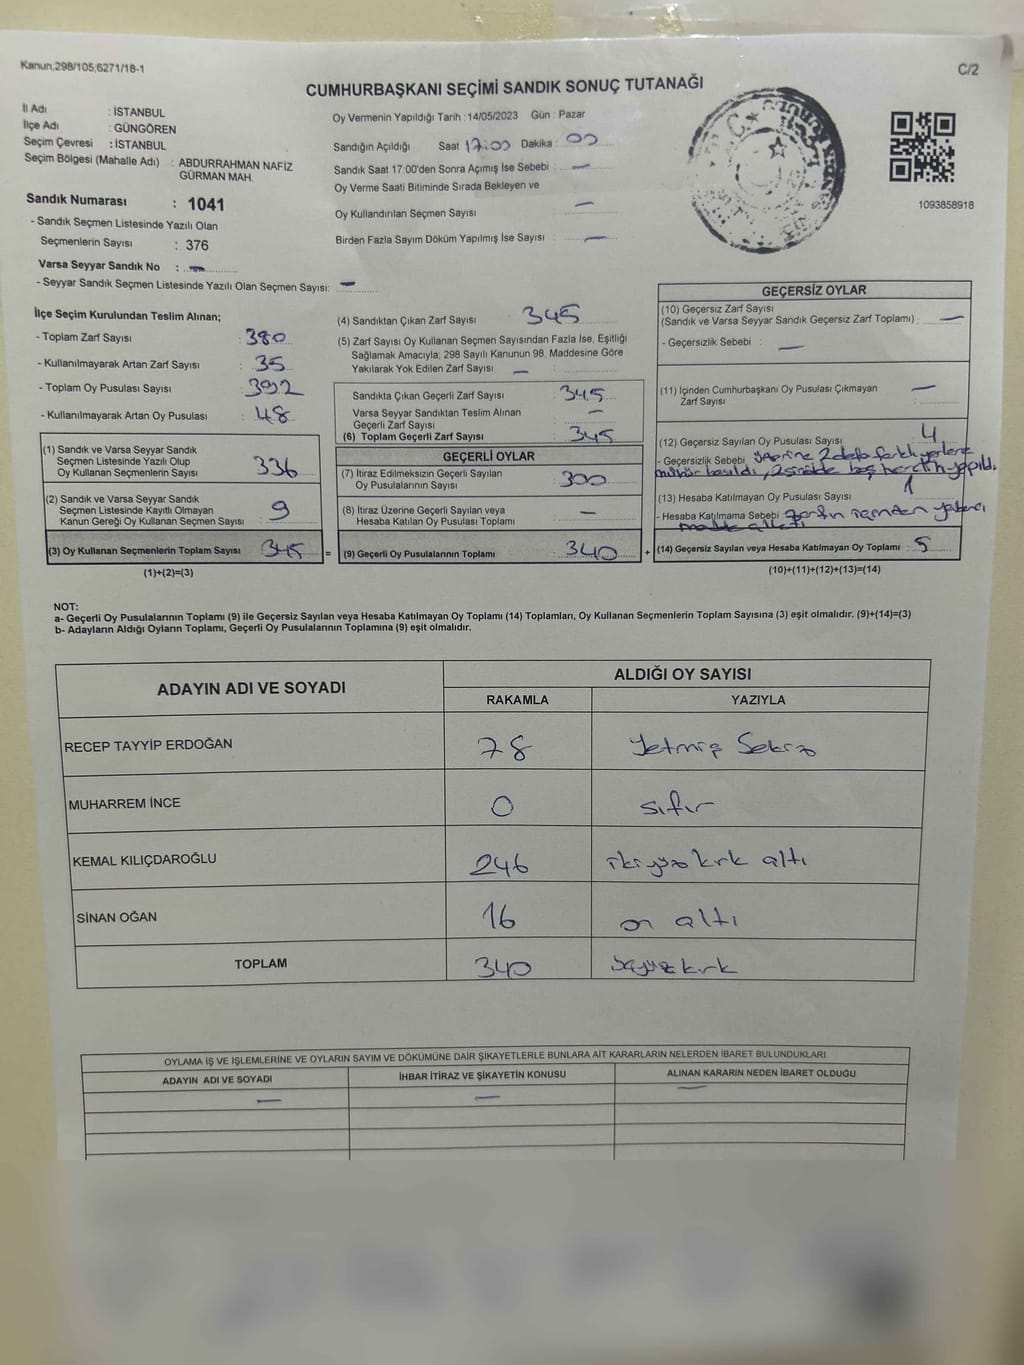 Kanun;298/105;6271/18-1
C/2
CUMHURBAŞKANI SEÇİMİ SANDIK SONUÇ TUTANAĞI
İl Adı : İSTANBUL
İlçe Adı : GÜNGÖREN
Seçim Çevresi : İSTANBUL
Seçim Bölgesi (Mahalle Adı) : ABDURRAHMAN NAFİZ
GÜRMAN MAH.
Sandık Numarası : 1041
- Sandık Seçmen Listesinde Yazılı Olan
Seçmenlerin Sayısı : 376
Varsa Seyyar Sandık No : -
- Seyyar Sandık Seçmen Listesinde Yazılı Olan Seçmen Sayısı: -
Oy Vermenin Yapıldığı Tarih : 14/05/2023 Gün : Pazar
Sandığın Açıldığı Saat 17:00 Dakika : 00
Sandık Saat 17:00'den Sonra Açımış İse Sebebi : -
Oy Verme Saati Bitiminde Sırada Bekleyen ve
Oy Kullandırılan Seçmen Sayısı : -
Birden Fazla Sayım Döküm Yapılmış İse Sayısı : -
1093858918
İlçe Seçim Kurulundan Teslim Alınan;
- Toplam Zarf Sayısı : 380
- Kullanılmayarak Artan Zarf Sayısı : 35
- Toplam Oy Pusulası Sayısı : 392
- Kullanılmayarak Artan Oy Pusulası : 48
(1) Sandık ve Varsa Seyyar Sandık
Seçmen Listesinde Yazılı Olup
Oy Kullanan Seçmenlerin Sayısı : 336
(2) Sandık ve Varsa Seyyar Sandık
Seçmen Listesinde Kayıtlı Olmayan
Kanun Gereği Oy Kullanan Seçmen Sayısı : 9
(3) Oy Kullanan Seçmenlerin Toplam Sayısı : 345 =
(1)+(2)=(3)
(4) Sandıktan Çıkan Zarf Sayısı : 345
(5) Zarf Sayısı Oy Kullanan Seçmen Sayısından Fazla İse, Eşitliği
Sağlamak Amacıyla; 298 Sayılı Kanunun 98. Maddesine Göre
Yakılarak Yok Edilen Zarf Sayısı : -
Sandıkta Çıkan Geçerli Zarf Sayısı : 345
Varsa Seyyar Sandıktan Teslim Alınan -
Geçerli Zarf Sayısı
(6) Toplam Geçerli Zarf Sayısı : 345
GEÇERLİ OYLAR
(7) İtiraz Edilmeksizin Geçerli Sayılan
Oy Pusulalarının Sayısı : 300
(8) İtiraz Üzerine Geçerli Sayılan veya
Hesaba Katılan Oy Pusulası Toplamı : -
(9) Geçerli Oy Pusulalarının Toplamı : 340 +
GEÇERSİZ OYLAR
(10) Geçersiz Zarf Sayısı
(Sandık ve Varsa Seyyar Sandık Geçersiz Zarf Toplamı) : -
- Geçersizlik Sebebi : -
(11) İçinden Cumhurbaşkanı Oy Pusulası Çıkmayan -
Zarf Sayısı
(12) Geçersiz Sayılan Oy Pusulası Sayısı : 4
- Geçersizlik Sebebi üzerine 2 defa farklı yerlere
mühür basıldı,
(13) Hesaba Katılmayan Oy Pusulası Sayısı : 1
- Hesaba Katılmama Sebebi : zarfın içinden yabancı
madde
(14) Geçersiz Sayılan veya Hesaba Katılmayan Oy Toplamı : 5
(10)+(11)+(12)+(13)=(14)
NOT:
a- Geçerli Oy Pusulalarının Toplamı (9) ile Geçersiz Sayılan veya Hesaba Katılmayan Oy Toplamı (14) Toplamları, Oy Kullanan Seçmenlerin Toplam Sayısına (3) eşit olmalıdır. (9)+(14)=(3)
b- Adayların Aldığı Oyların Toplamı, Geçerli Oy Pusulalarının Toplamına (9) eşit olmalıdır.
ADAYIN ADI VE SOYADI ALDIĞI OY SAYISI
RAKAMLA YAZIYLA
RECEP TAYYİP ERDOĞAN 78 Yetmiş Sekiz
MUHARREM İNCE 0 sıfır
KEMAL KILIÇDAROĞLU 246 ikiyüz kırk altı
SİNAN OĞAN 16 on altı
TOPLAM 340 üçyüz kırk
OYLAMA İŞ VE İŞLEMLERİNE VE OYLARIN SAYIM VE DÖKÜMÜNE DAİR ŞİKAYETLERLE BUNLARA AİT KARARLARIN NELERDEN İBARET BULUNDUKLARI
ADAYIN ADI VE SOYADI İHBAR İTİRAZ VE ŞİKAYETİN KONUSU ALINAN KARARIN NEDEN İBARET OLDUĞU
- - -